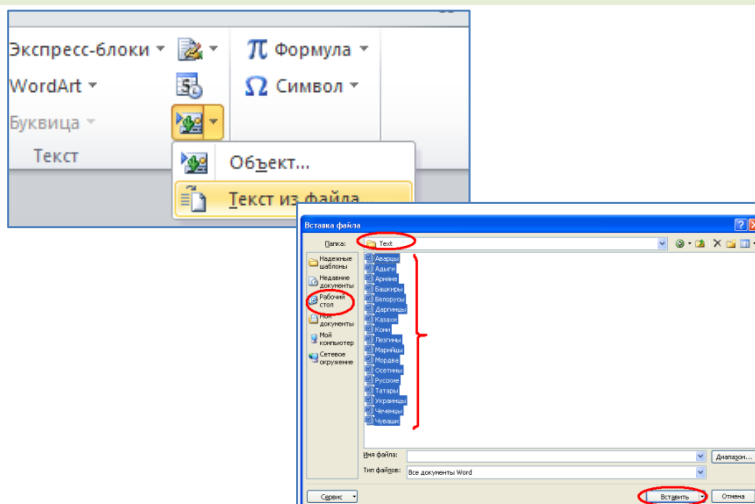 Экспресс-блоки
π Формула
WordArt
Ω Символ
Буквица
Текст
Объект...
Текст из файла
Вставка файла
Папка:
Text
Надежные шаблоны
Недавние документы
Рабочий стол
Мои документы
Мой компьютер
Сетевое окружение
Аварцы
Адыги
Армяне
Башкиры
Белорусы
Даргинцы
Казахи
Коми
Лезгины
Марийцы
Мордва
Осетины
Русские
Татары
Украинцы
Чеченцы
Чуваши
Имя файла:
Диапазон...
Тип файлов:
Все документы Word
Сервис
Вставить
Отмена